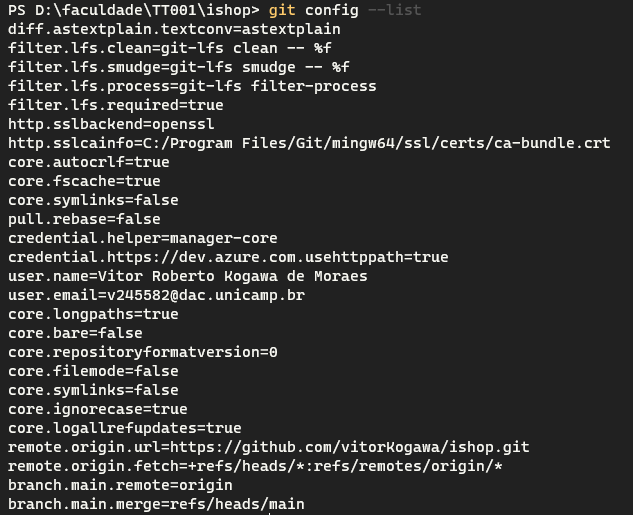 PS D:\faculdade\TT001\ishop> git config --list
diff.astextplain.textconv=astextplain
filter.lfs.clean=git-lfs clean -- %f
filter.lfs.smudge=git-lfs smudge -- %f
filter.lfs.process=git-lfs filter-process
filter.lfs.required=true
http.sslbackend=openssl
http.sslcainfo=C:/Program Files/Git/mingw64/ssl/certs/ca-bundle.crt
core.autocrlf=true
core.fscache=true
core.symlinks=false
pull.rebase=false
credential.helper=manager-core
credential.https://dev.azure.com.usehttppath=true
user.name=Vitor Roberto Kogawa de Moraes
user.email=v245582@dac.unicamp.br
core.longpaths=true
core.bare=false
core.repositoryformatversion=0
core.filemode=false
core.symlinks=false
core.ignorecase=true
core.logallrefupdates=true
remote.origin.url=https://github.com/vitorKogawa/ishop.git
remote.origin.fetch=+refs/heads/*:refs/remotes/origin/*
branch.main.remote=origin
branch.main.merge=refs/heads/main